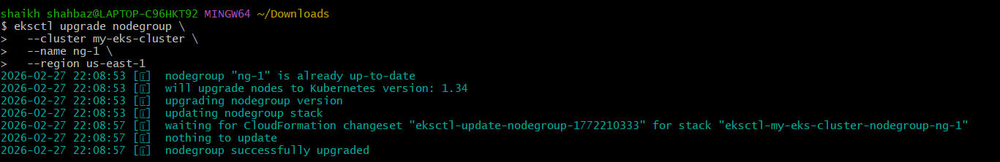 shaikh shahbaz@LAPTOP-C96HKT92 MINGW64 ~/Downloads
$ eksctl upgrade nodegroup \
>   --cluster my-eks-cluster \
>   --name ng-1 \
>   --region us-east-1
2026-02-27 22:08:53 [ℹ]  nodegroup "ng-1" is already up-to-date
2026-02-27 22:08:53 [ℹ]  will upgrade nodes to Kubernetes version: 1.34
2026-02-27 22:08:53 [ℹ]  upgrading nodegroup version
2026-02-27 22:08:53 [ℹ]  updating nodegroup stack
2026-02-27 22:08:57 [ℹ]  waiting for CloudFormation changeset "eksctl-update-nodegroup-1772210333" for stack "eksctl-my-eks-cluster-nodegroup-ng-1"
2026-02-27 22:08:57 [ℹ]  nothing to update
2026-02-27 22:08:57 [ℹ]  nodegroup successfully upgraded